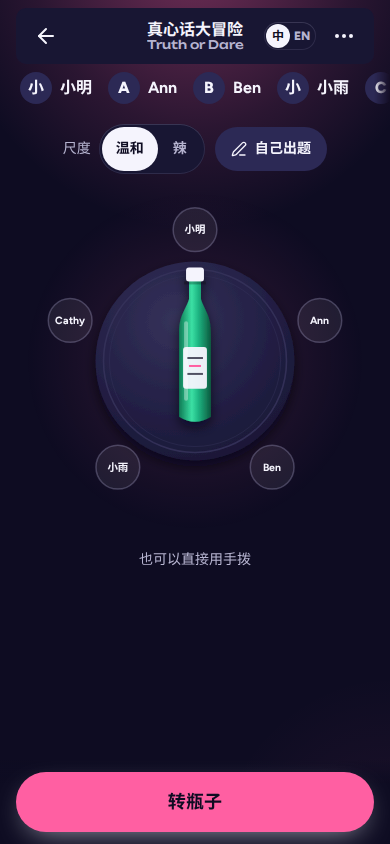 真心话大冒险
Truth or Dare
中 EN
小 小明 A Ann B Ben 小 小雨 C
尺度 温和 辣 自己出题
小明
Cathy
Ann
小雨
Ben
也可以直接用手拨
转瓶子